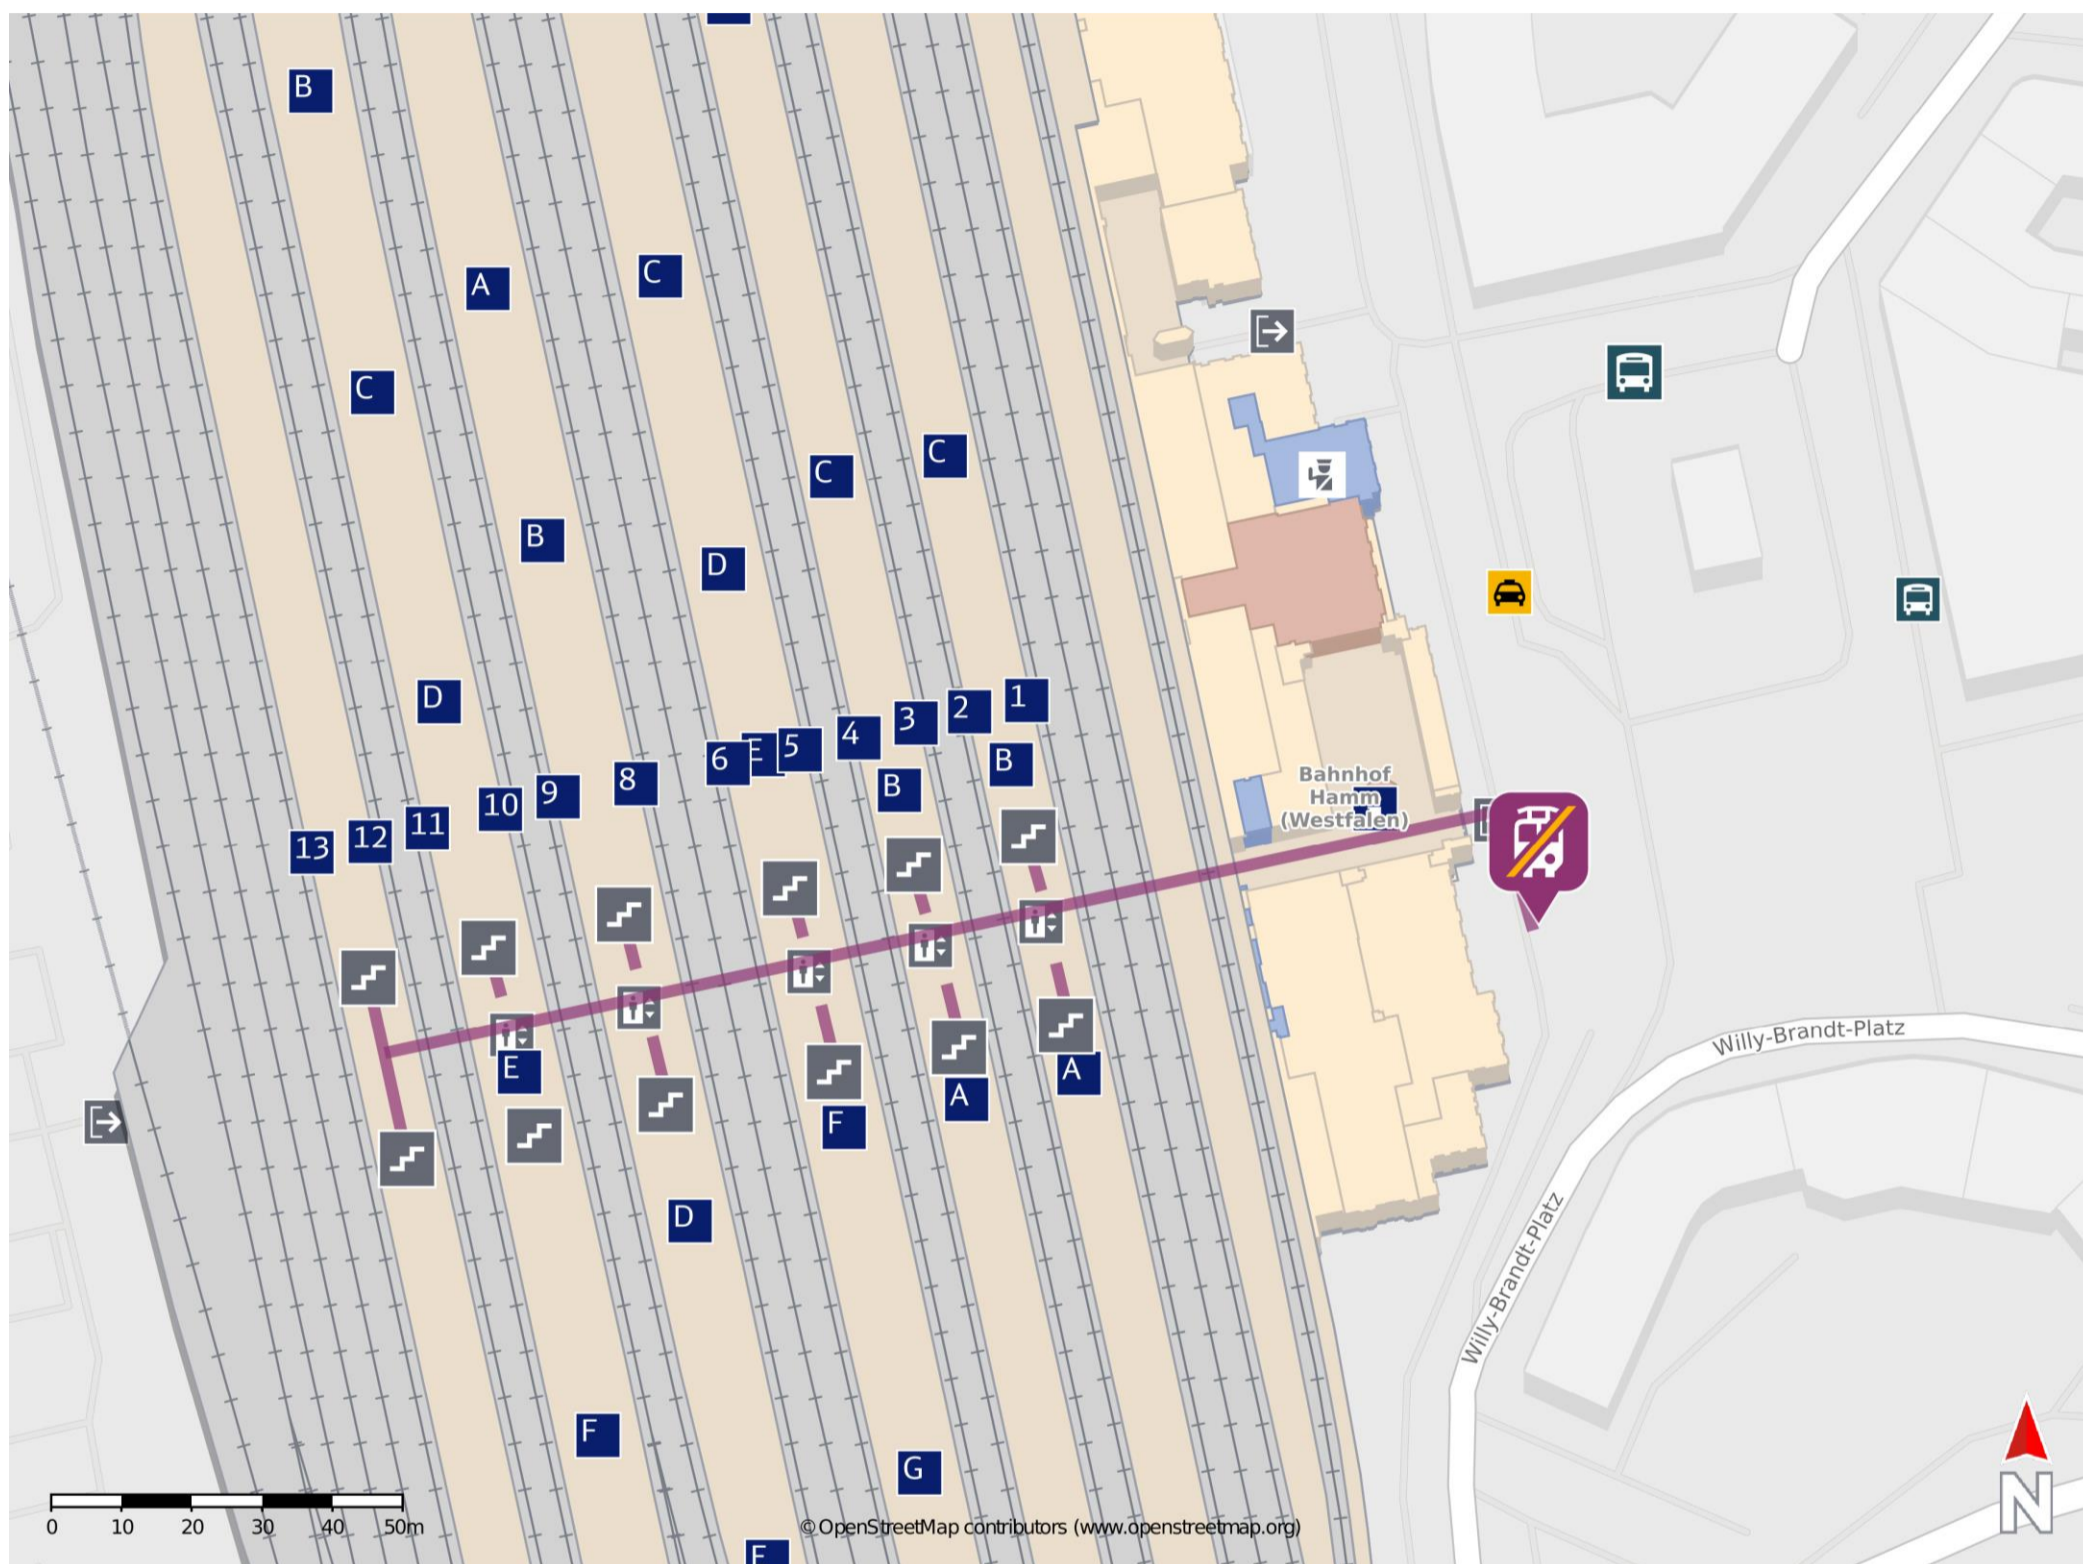 B
A
C
C
C
C
B
D
D
1
2
3
4
5
E
6
B
B
8
9
10
11
12
13
Bahnhof
Hamm
(Westfalen)
E
A
A
F
D
Willy-Brandt-Platz
Willy-Brandt-Platz
F
G
0 10 20 30 40 50m
© OpenStreetMap contributors (www.openstreetmap.org)
N